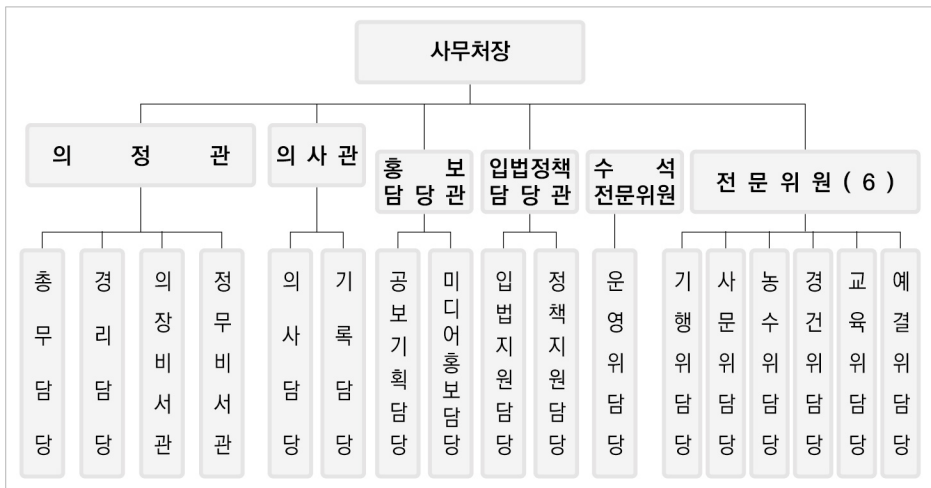 사무처장
의 정 관
의 사 관
홍 보
담 당 관
입법정책
담 당 관
수 석
전문위원
전 문 위 원 ( 6 )
총무담당
경리담당
의장비서관
정무비서관
의사담당
기록담당
공보기획담당
미디어홍보담당
입법지원담당
정책지원담당
운영위담당
기행위담당
사문위담당
농수위담당
경건위담당
교육위담당
예결위담당